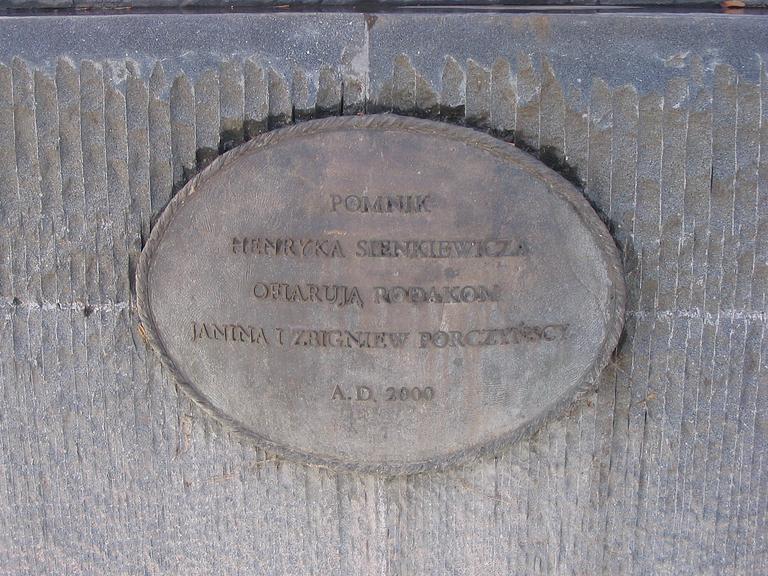 POMNIK
HENRYKA SIENKIEWICZA
OFIARUJĄ RODAKOM
JANINA I ZBIGNIEW PORCZYŃSCY
A.D. 2000